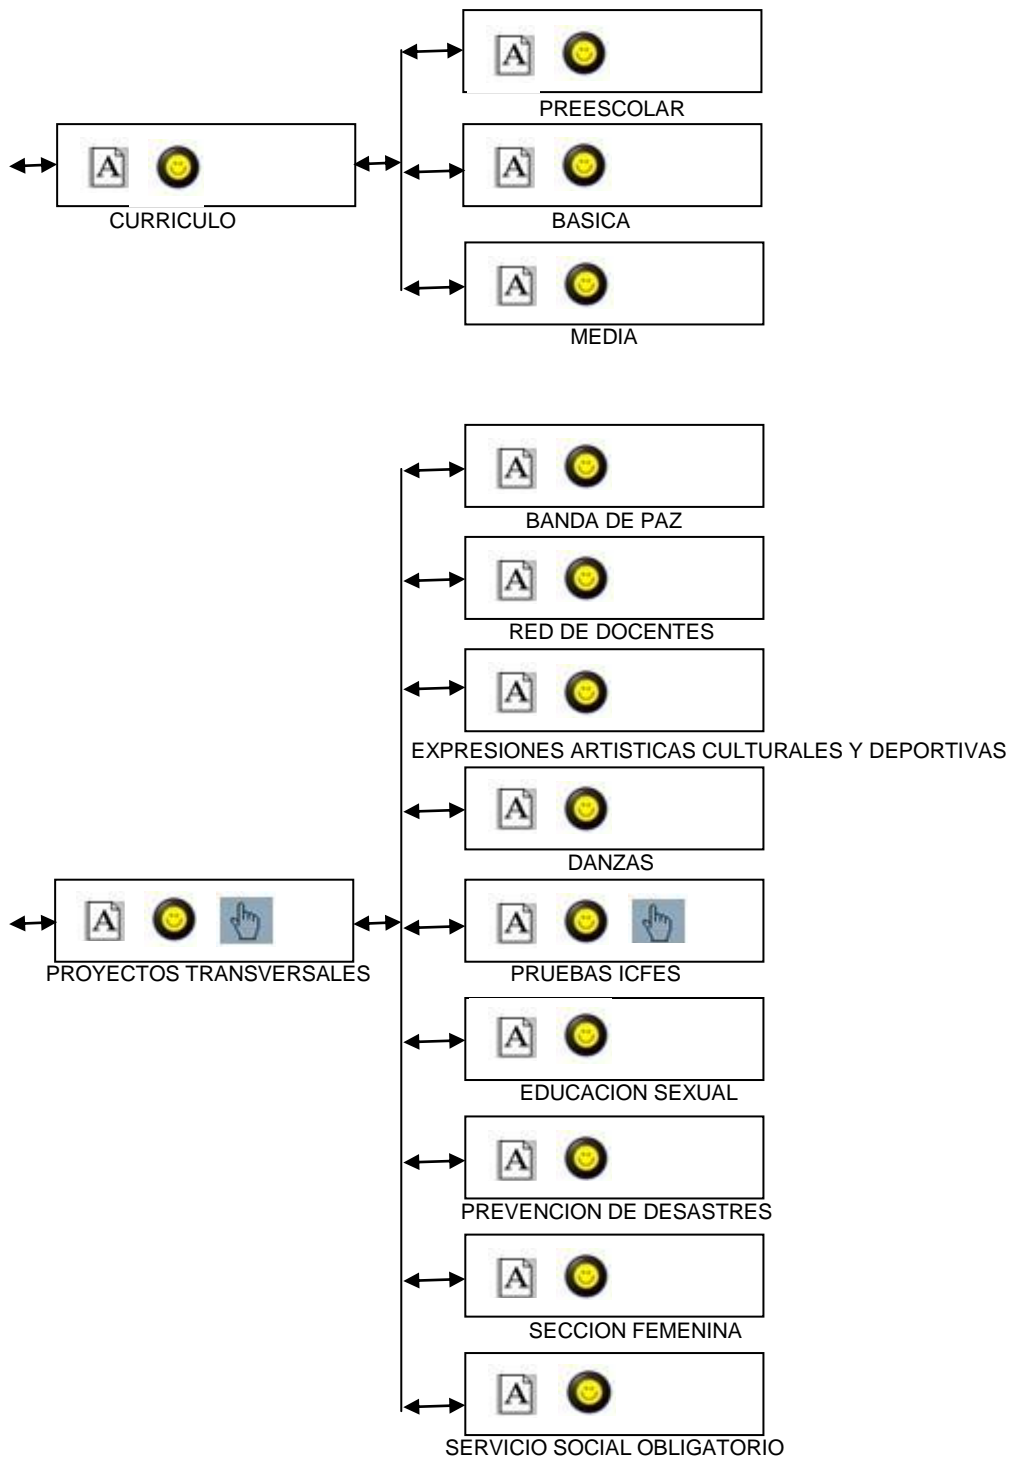 A
PREESCOLAR
A
CURRICULO
A
BASICA
A
MEDIA
A
BANDA DE PAZ
A
RED DE DOCENTES
A
EXPRESIONES ARTISTICAS CULTURALES Y DEPORTIVAS
A
DANZAS
A
PROYECTOS TRANSVERSALES
A
PRUEBAS ICFES
A
EDUCACION SEXUAL
A
PREVENCION DE DESASTRES
A
SECCION FEMENINA
A
SERVICIO SOCIAL OBLIGATORIO